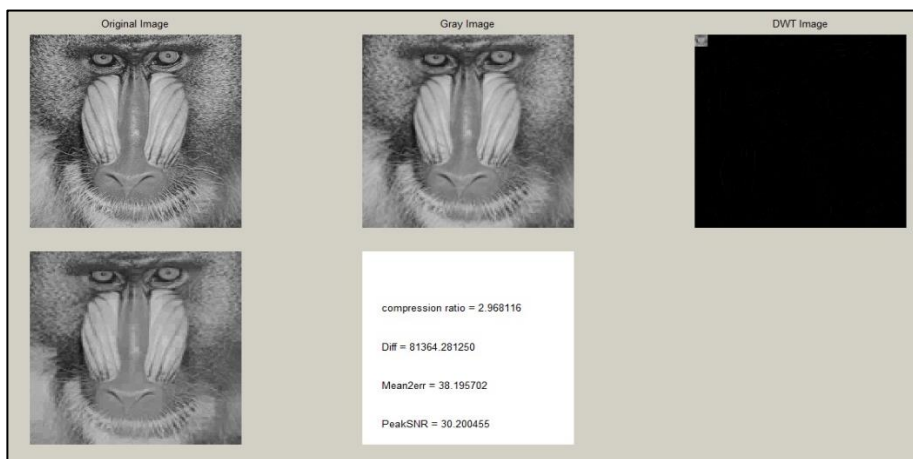 Original Image
Gray Image
DWT Image
compression ratio = 2.968116
Diff = 81364.281250
Mean2err = 38.195702
PeakSNR = 30.200455